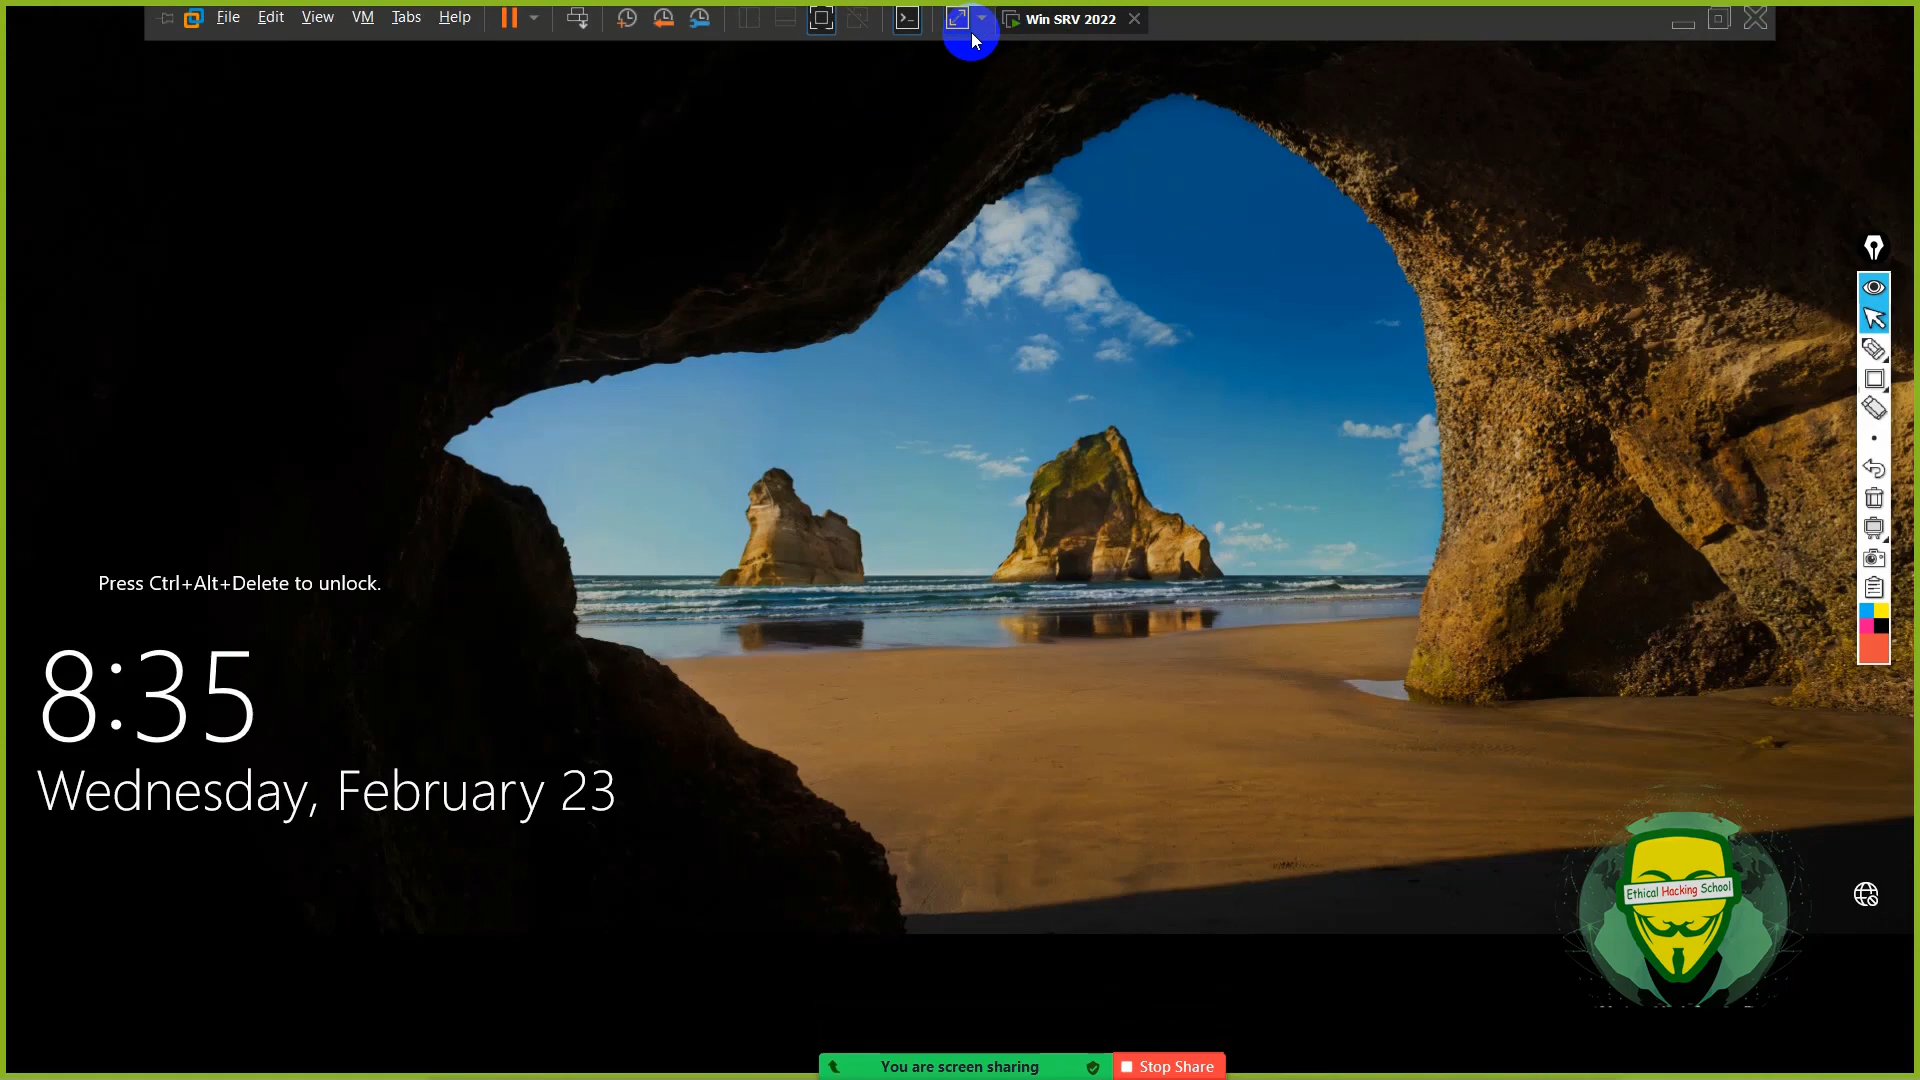 File Edit View VM Tabs Help
Win SRV 2022
Press Ctrl+Alt+Delete to unlock.
8:35
Wednesday, February 23
Ethical Hacking School
You are screen sharing
Stop Share